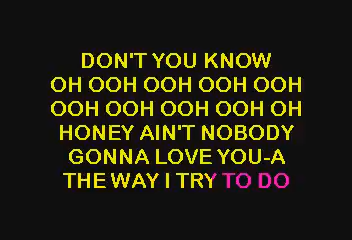 DON'T YOU KNOW
OH OOH OOH OOH OOH
OOH OOH OOH OOH OH
HONEY AIN'T NOBODY
GONNA LOVE YOU-A
THE WAY I TRY TO DO